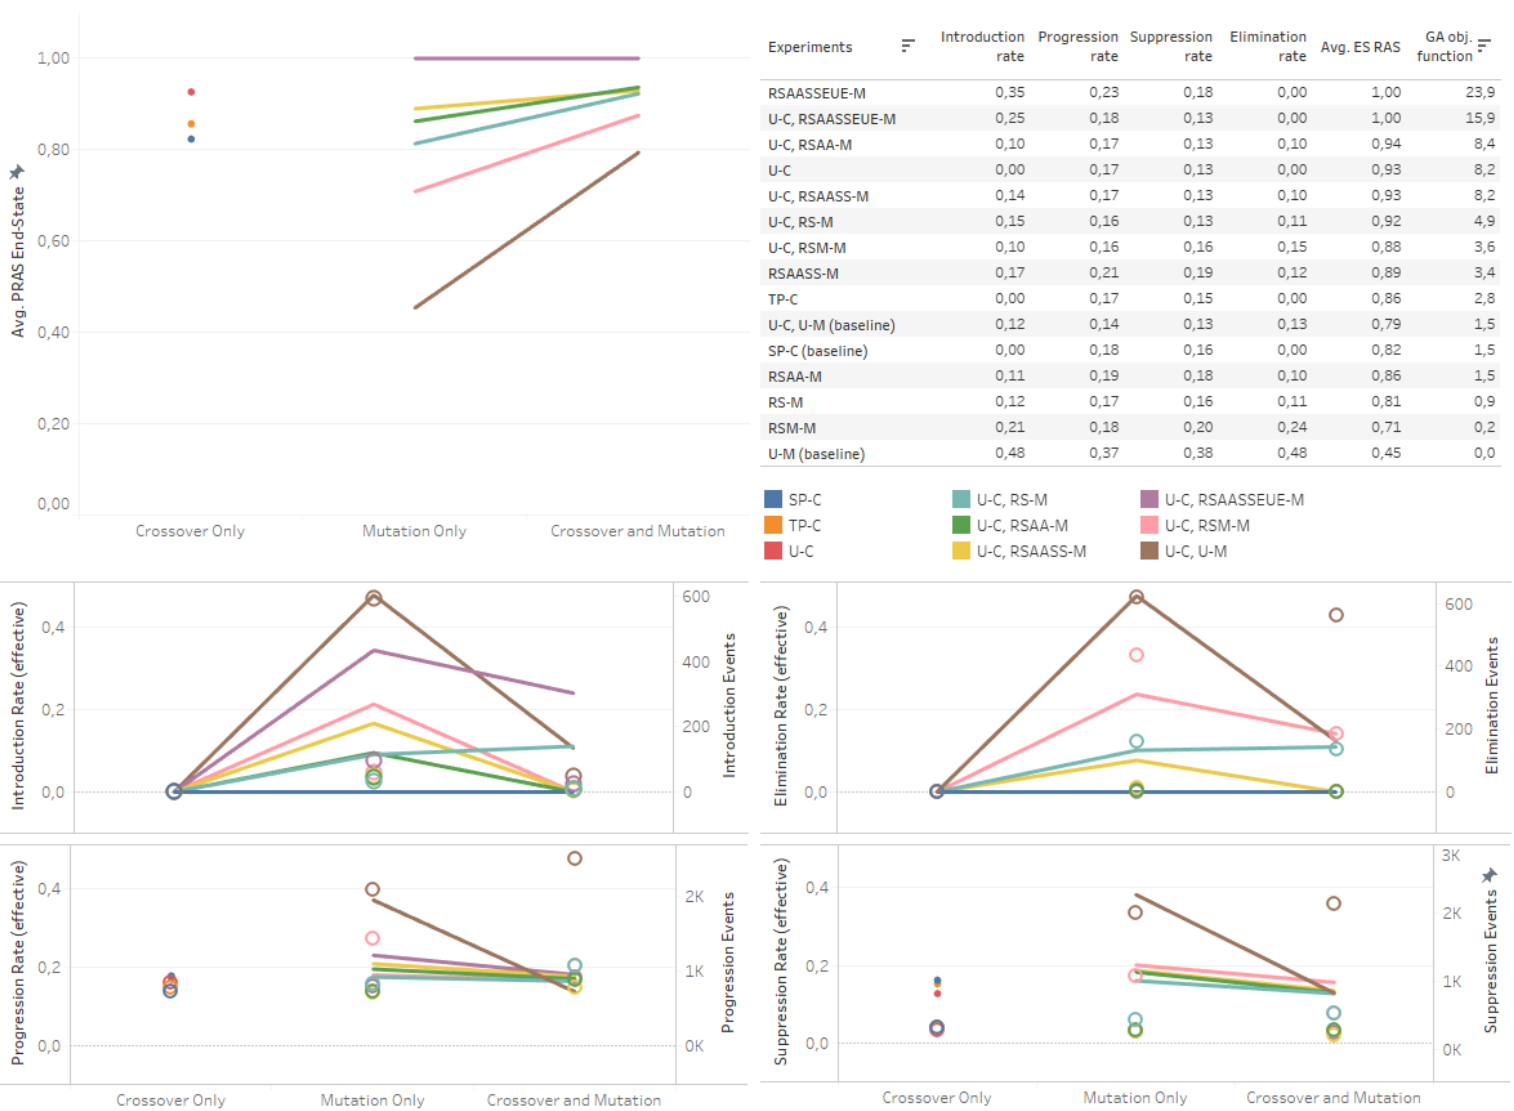 1,00
0,80
0,60
0,40
0,20
0,00
Avg. PRAS End-State
Crossover Only Mutation Only Crossover and Mutation
Experiments Introduction rate Progression rate Suppression rate Elimination rate Avg. ES RAS GA obj. function
RSAASSEUE-M 0,35 0,23 0,18 0,00 1,00 23,9
U-C, RSAASSEUE-M 0,25 0,18 0,13 0,00 1,00 15,9
U-C, RSAA-M 0,10 0,17 0,13 0,10 0,94 8,4
U-C 0,00 0,17 0,13 0,00 0,93 8,2
U-C, RSAASS-M 0,14 0,17 0,13 0,10 0,93 8,2
U-C, RS-M 0,15 0,16 0,13 0,11 0,92 4,9
U-C, RSM-M 0,10 0,16 0,16 0,15 0,88 3,6
RSAASS-M 0,17 0,21 0,19 0,12 0,89 3,4
TP-C 0,00 0,17 0,15 0,00 0,86 2,8
U-C, U-M (baseline) 0,12 0,14 0,13 0,13 0,79 1,5
SP-C (baseline) 0,00 0,18 0,16 0,00 0,82 1,5
RSAA-M 0,11 0,19 0,18 0,10 0,86 1,5
RS-M 0,12 0,17 0,16 0,11 0,81 0,9
RSM-M 0,21 0,18 0,20 0,24 0,71 0,2
U-M (baseline) 0,48 0,37 0,38 0,48 0,45 0,0
SP-C U-C, RS-M U-C, RSAASSEUE-M
TP-C U-C, RSAA-M U-C, RSM-M
U-C U-C, RSAASS-M U-C, U-M
Introduction Rate (effective)
0,4
0,2
0,0
600
400
200
0
Introduction Events
Elimination Rate (effective)
0,4
0,2
0,0
600
400
200
0
Elimination Events
Progression Rate (effective)
0,4
0,2
0,0
2K
1K
0K
Progression Events
Crossover Only Mutation Only Crossover and Mutation
Suppression Rate (effective)
0,4
0,2
0,0
3K
2K
1K
0K
Suppression Events
Crossover Only Mutation Only Crossover and Mutation